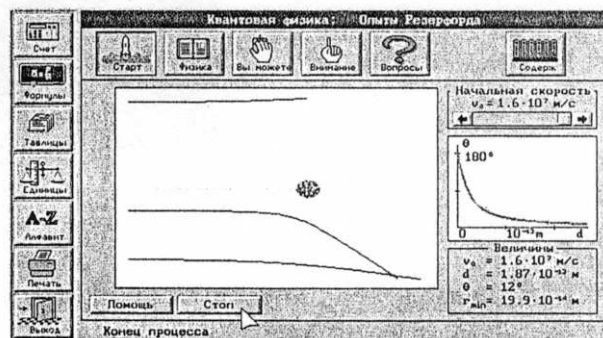 Квантовая физика: Опыты Резерфорда
Счет
Формулы
Таблицы
Единицы
A-Z
Алфавит
Печать
Выход
Старт
Физика
Вы можете
Внимание
?
Вопросы
Содерж
Начальная скорость
v₀ = 1.6·10⁷ м/с
θ
180°
0 10⁻¹³ m d
Величины
v₀ = 1.6·10⁷ м/с
d = 1.87·10⁻¹³ м
θ = 12°
rmin= 19.9·10⁻¹⁴ м
Помощь
Стоп
Конец процесса